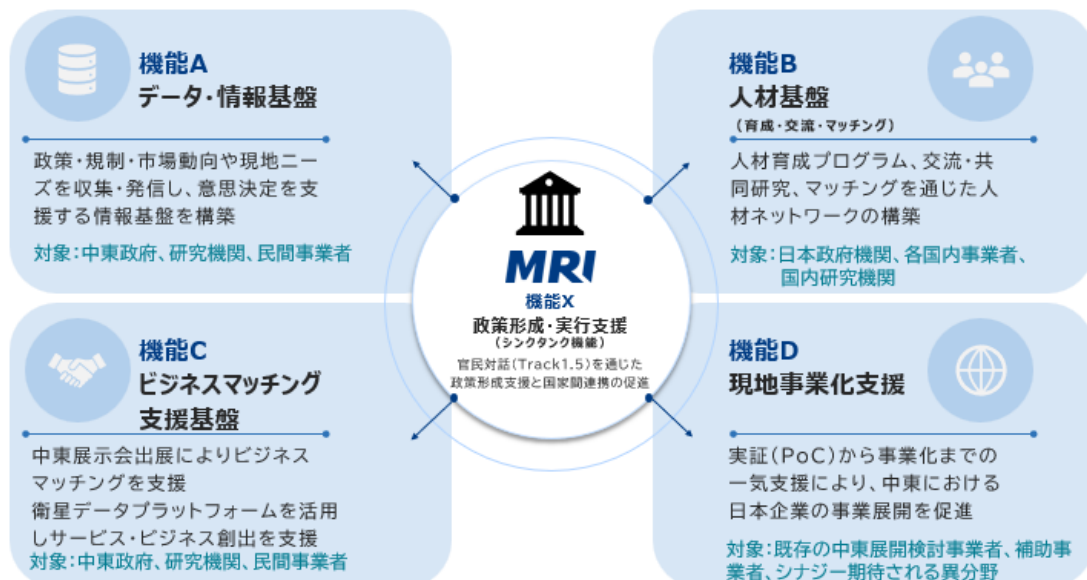 機能A
データ・情報基盤
政策・規制・市場動向や現地ニー
ズを収集・発信し、意思決定を支
援する情報基盤を構築
対象：中東政府、研究機関、民間事業者
機能B
人材基盤
（育成・交流・マッチング）
人材育成プログラム、交流・共
同研究、マッチングを通じた人
材ネットワークの構築
対象：日本政府機関、各国内事業者、
国内研究機関
MRI
機能X
政策形成・実行支援
（シンクタンク機能）
官民対話（Track1.5）を通じた
政策形成支援と国家間連携の促進
機能C
ビジネスマッチング
支援基盤
中東展示会出展によりビジネス
マッチングを支援
衛星データプラットフォームを活用
しサービス・ビジネス創出を支援
対象：中東政府、研究機関、民間事業者
機能D
現地事業化支援
実証（PoC）から事業化までの
一気支援により、中東における
日本企業の事業展開を促進
対象：既存の中東展開検討事業者、補助事
業者、シナジー期待される異分野